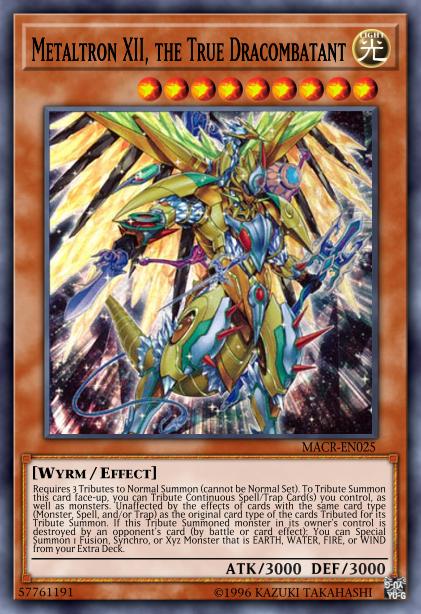 METALTRON XII, THE TRUE DRACOMBATANT
LIGHT
光
MACR-EN025
[WYRM / EFFECT]
Requires 3 Tributes to Normal Summon (cannot be Normal Set). To Tribute Summon
this card face-up, you can Tribute Continuous Spell/Trap Card(s) you control, as
well as monsters. Unaffected by the effects of cards with the same card type
(Monster, Spell, and/or Trap) as the original card type of the cards Tributed for its
Tribute Summon. If this Tribute Summoned monster in its owner's control is
destroyed by an opponent's card (by battle or card effect): You can Special
Summon 1 Fusion, Synchro, or Xyz Monster that is EARTH, WATER, FIRE, or WIND
from your Extra Deck.
ATK/3000 DEF/3000
57761191
©1996 KAZUKI TAKAHASHI